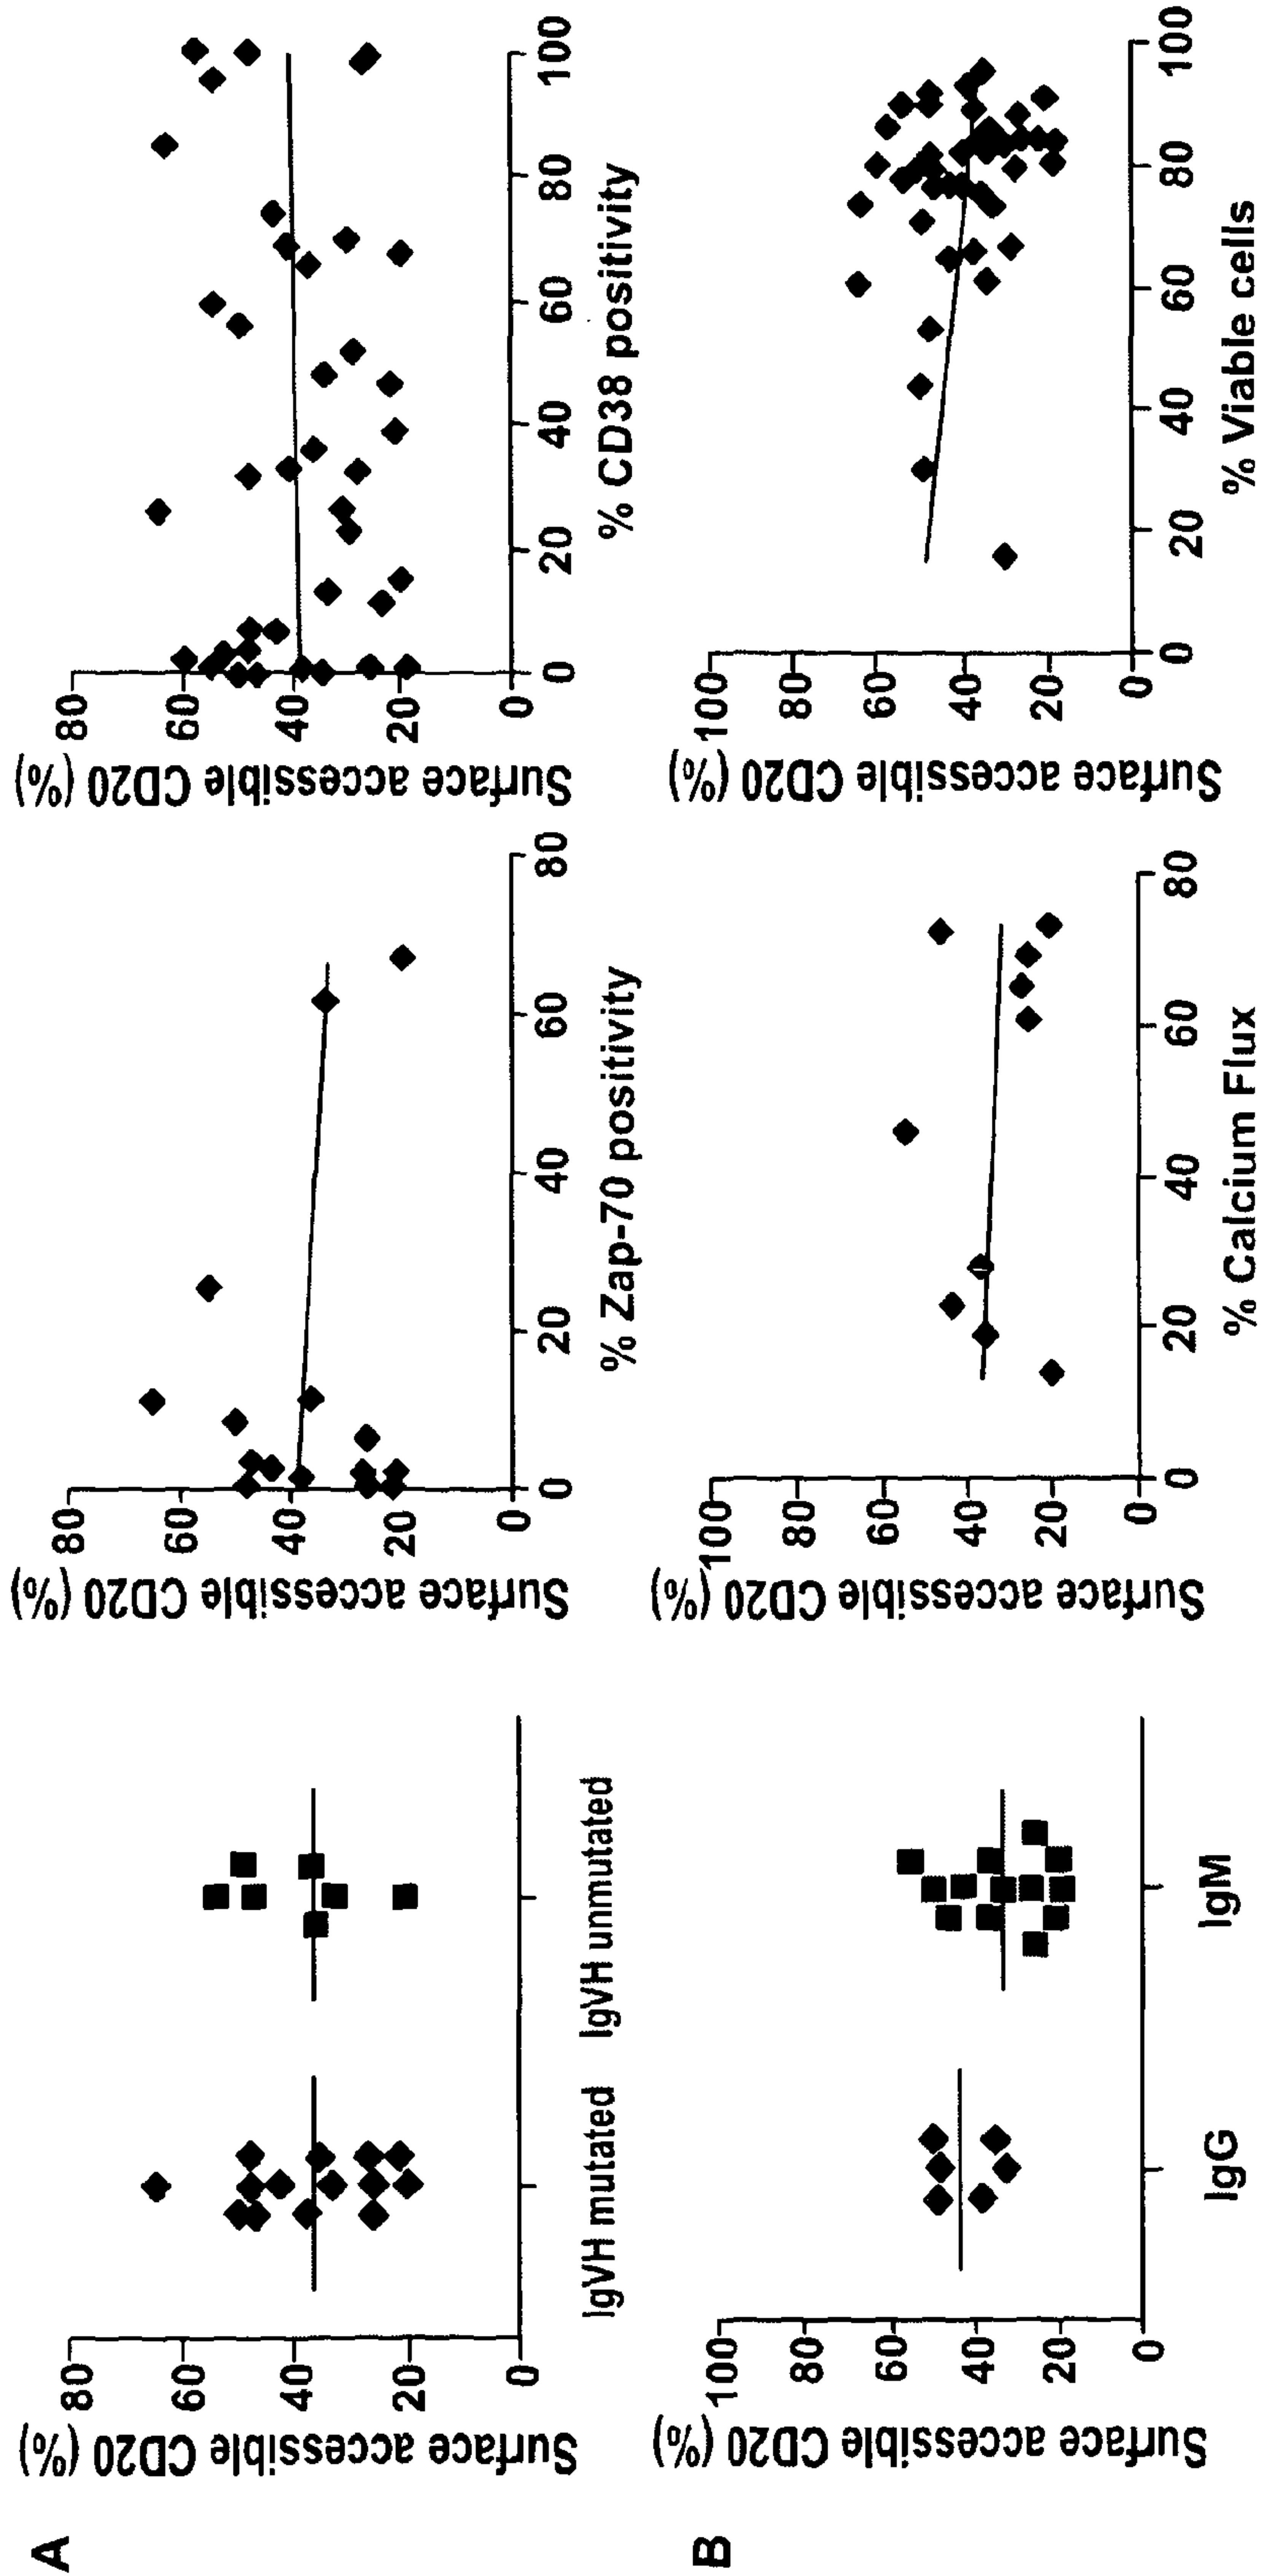 A
Surface accessible CD20 (%)
80
60
40
20
0
IgVH mutated IgVH unmutated
Surface accessible CD20 (%)
80
60
40
20
0
0 20 40 60 80
% Zap-70 positivity
Surface accessible CD20 (%)
80
60
40
20
0
0 20 40 60 80 100
% CD38 positivity
B
Surface accessible CD20 (%)
100
80
60
40
20
0
IgG IgM
Surface accessible CD20 (%)
100
80
60
40
20
0
0 20 40 60 80
% Calcium Flux
Surface accessible CD20 (%)
100
80
60
40
20
0
0 20 40 60 80 100
% Viable cells